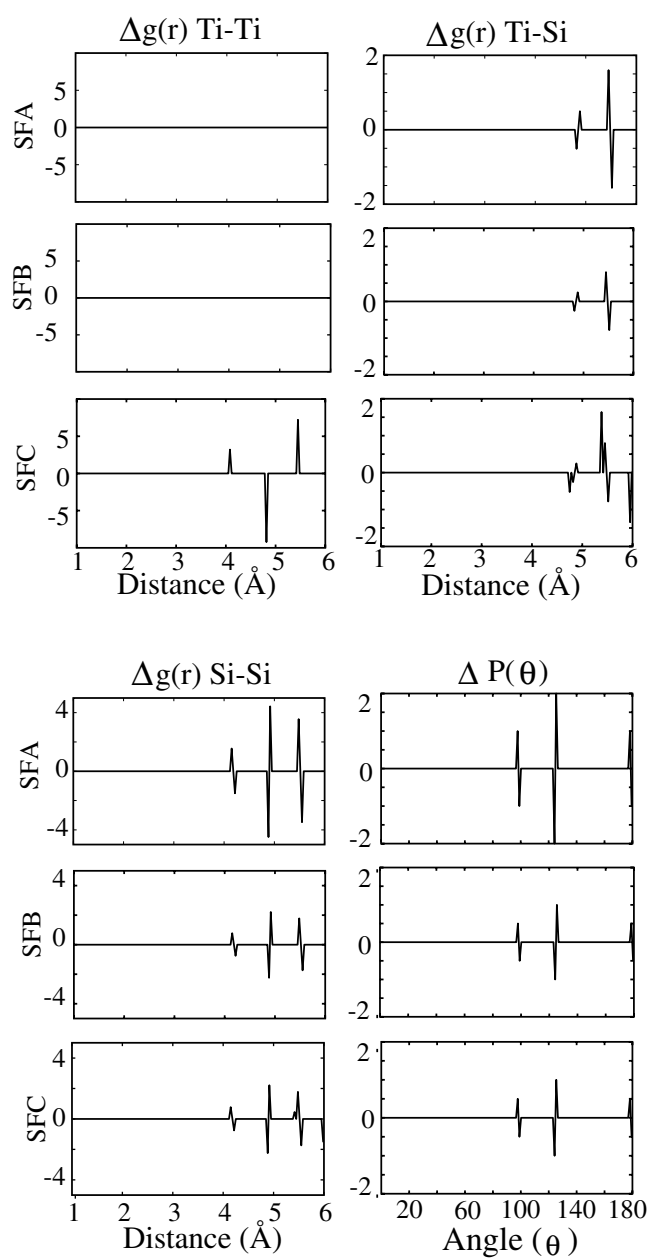 Δg(r) Ti-Ti
SFA
5
0
-5
SFB
5
0
-5
SFC
5
0
-5
1 2 3 4 5 6
Distance (Å)
Δg(r) Ti-Si
2
0
-2
2
0
-2
2
0
-2
1 2 3 4 5 6
Distance (Å)
Δg(r) Si-Si
SFA
4
0
-4
SFB
4
0
-4
SFC
4
0
-4
1 2 3 4 5 6
Distance (Å)
Δ P(θ)
2
0
-2
2
0
-2
2
0
-2
20 60 100 140 180
Angle (θ)